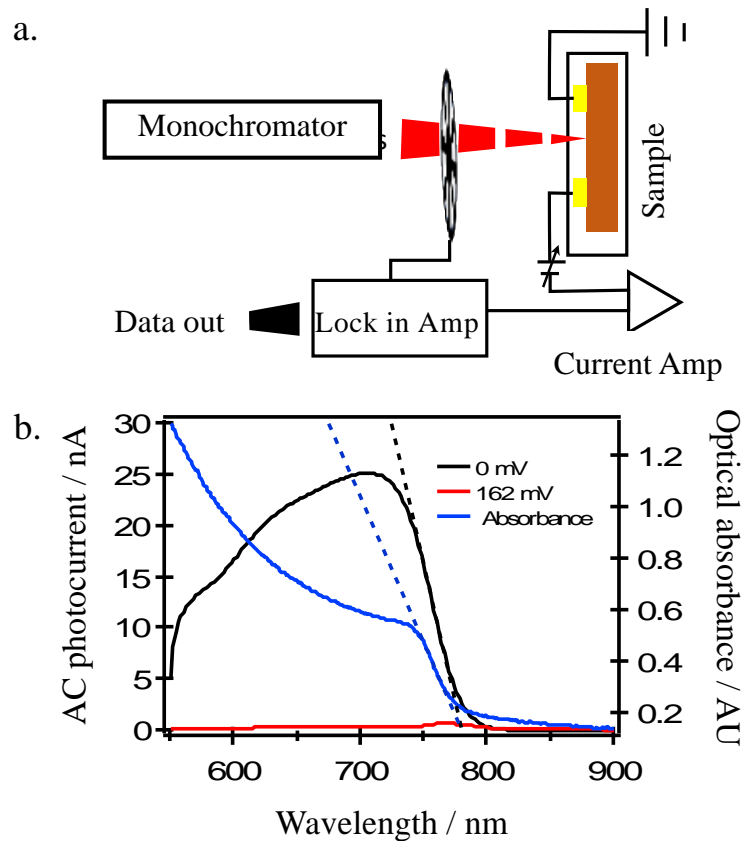 a.
Monochromator
s
Sample
Data out
Lock in Amp
Current Amp
b.
AC photocurrent / nA
30
25
20
15
10
5
0
0 mV
162 mV
Absorbance
1.2
1.0
0.8
0.6
0.4
0.2
Optical absorbance / AU
600
700
800
900
Wavelength / nm